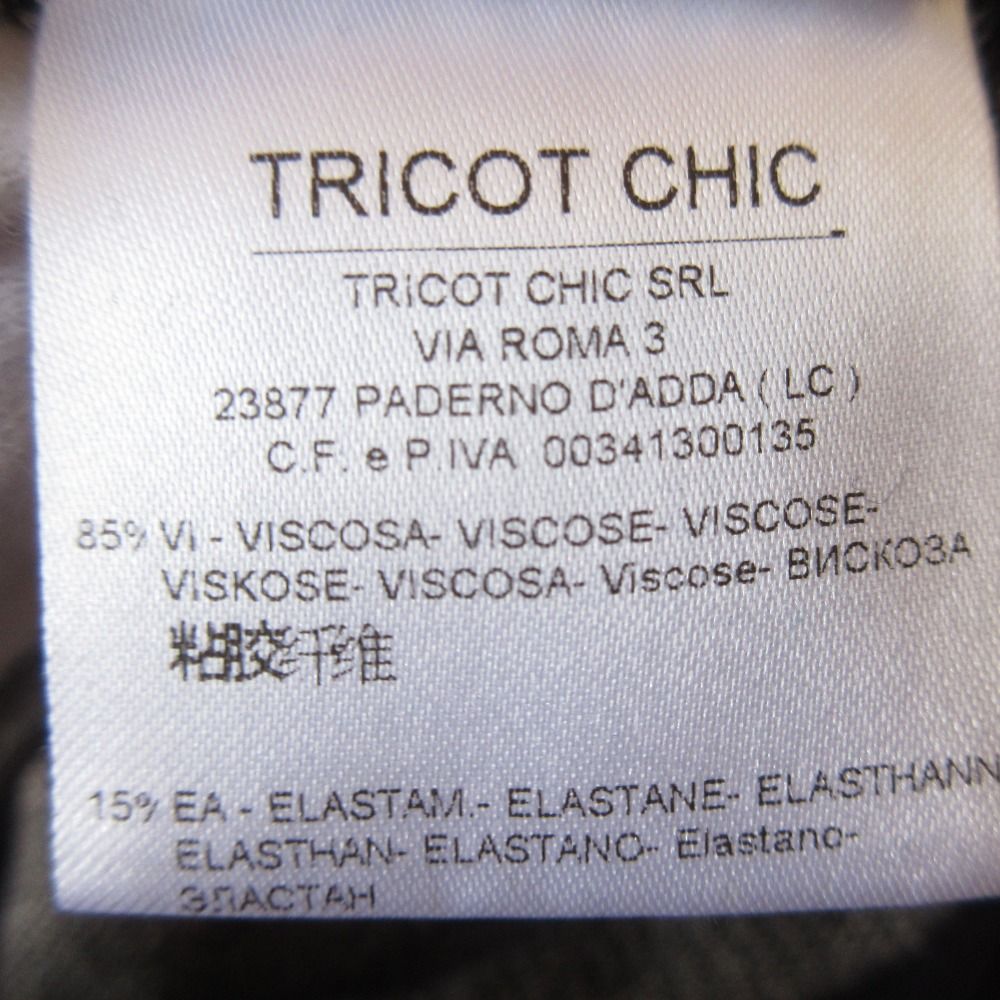 TRICOT CHIC
TRICOT CHIC SRL
VIA ROMA 3
23877 PADERNO D'ADDA ( LC )
C.F. e P.IVA 00341300135
85% VI - VISCOSA- VISCOSE- VISCOSE-
VISKOSE- VISCOSA- Viscose- ВИСКОЗА
粘胶纤维
15% EA - ELASTAM.- ELASTANE- ELASTHANN
ELASTHAN- ELASTANO- Elastano-
ЭЛАСТАН